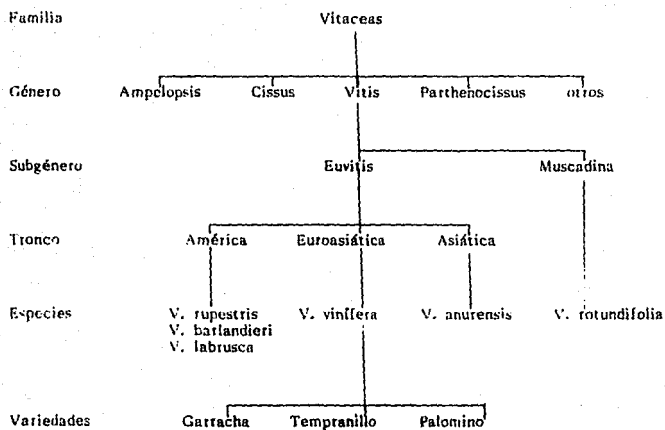 Familia Vitaceas
Género Ampelopsis Cissus Vitis Parthenocissus otros
Subgénero Euvitis Muscadina
Tronco América Euroasiática Asiática
Especies V. rupestris V. vinífera V. anurensis V. rotundifolia
V. barlandieri
V. labrusca
Variedades Garracha Tempranillo Palomino